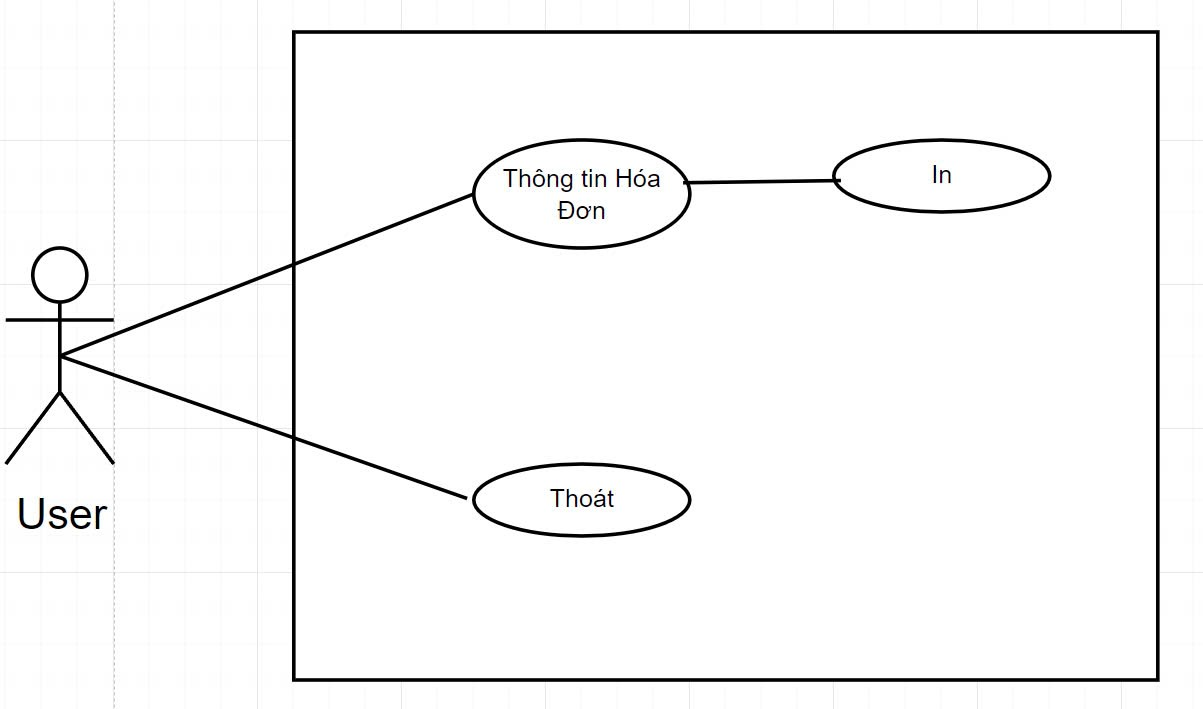 Thông tin Hóa
Đơn
In
Thoát
User